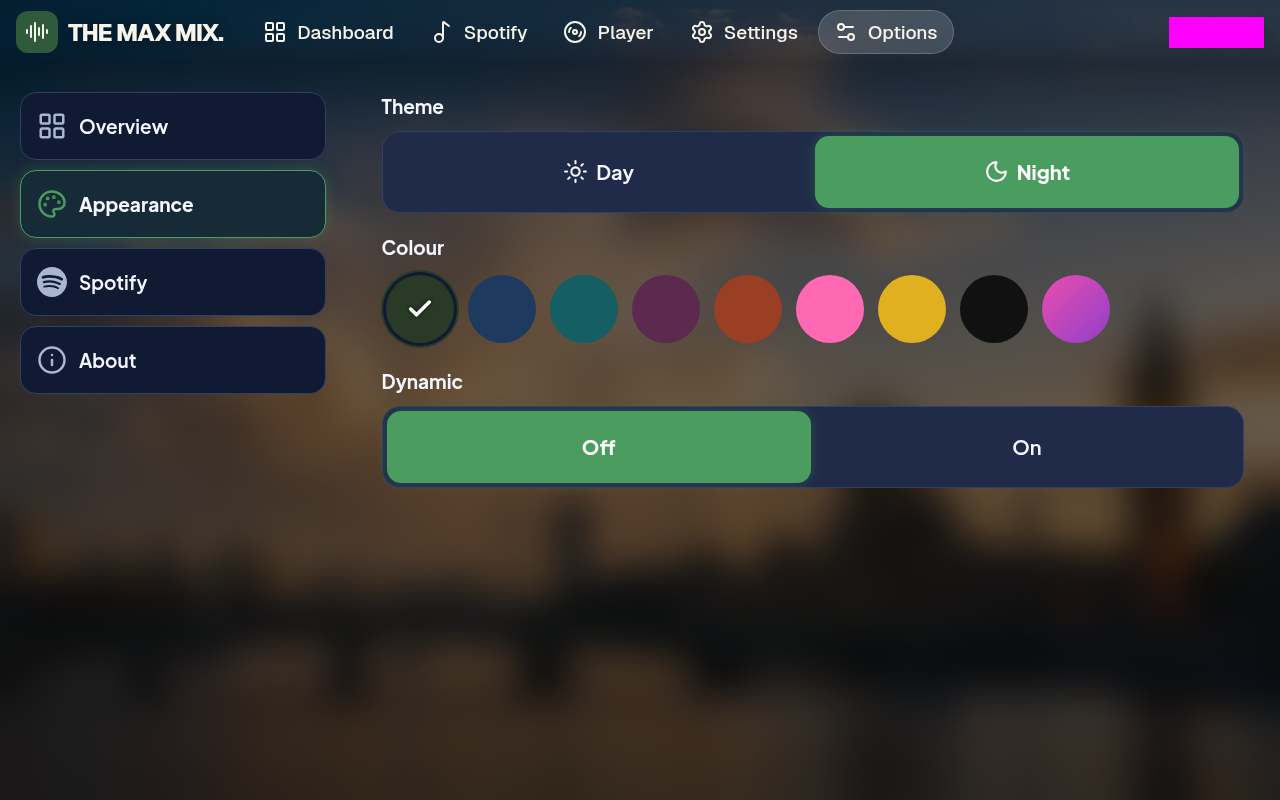 THE MAX MIX.
Dashboard
Spotify
Player
Settings
Options
Overview
Appearance
Spotify
About
Theme
Day
Night
Colour
Dynamic
Off
On